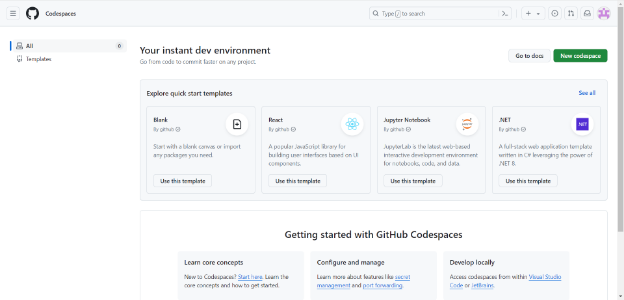 Codespaces
Type / to search
All 0
Templates
Your instant dev environment
Go from code to commit faster on any project.
Go to docs
New codespace
Explore quick start templates
See all
Blank
By github
Start with a blank canvas or import
any packages you need.
Use this template
React
By github
A popular JavaScript library for
building user interfaces based on UI
components.
Use this template
Jupyter Notebook
By github
JupyterLab is the latest web-based
interactive development environment
for notebooks, code, and data.
Use this template
.NET
By github
A full-stack web application template
written in C# leveraging the power of
.NET 8.
Use this template
NET
Getting started with GitHub Codespaces
Learn core concepts
New to Codespaces? Start here. Learn the
core concepts and how to get started.
Configure and manage
Learn more about features like secret
management and port forwarding.
Develop locally
Access codespaces from within Visual Studio
Code or JetBrains.